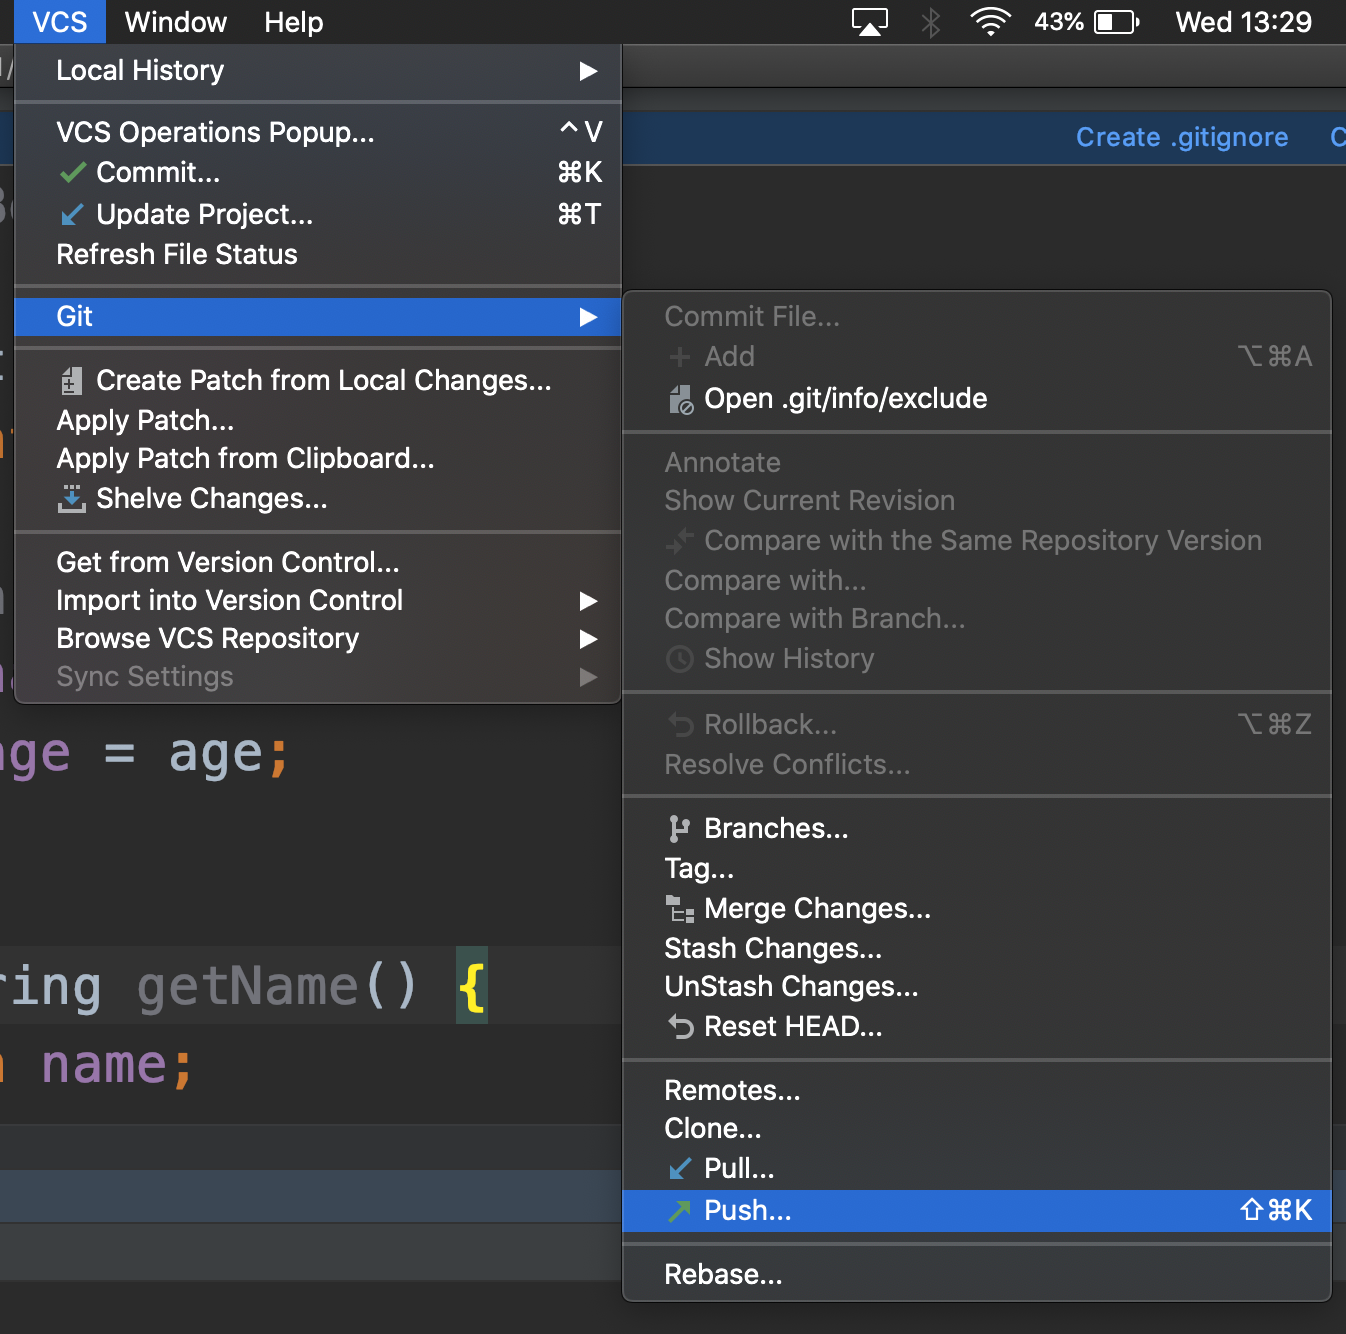 VCS Window Help 43% Wed 13:29
Local History
VCS Operations Popup... ^V
Create .gitignore
Commit... ⌘K
Update Project... ⌘T
Refresh File Status
Git
Create Patch from Local Changes...
Apply Patch...
Apply Patch from Clipboard...
Shelve Changes...
Get from Version Control...
Import into Version Control
Browse VCS Repository
Sync Settings
Commit File...
Add ⌥⌘A
Open .git/info/exclude
Annotate
Show Current Revision
Compare with the Same Repository Version
Compare with...
Compare with Branch...
Show History
Rollback... ⌥⌘Z
Resolve Conflicts...
Branches...
Tag...
Merge Changes...
Stash Changes...
UnStash Changes...
Reset HEAD...
Remotes...
Clone...
Pull...
Push... ⇧⌘K
Rebase...
age = age;
ring getName() {
name;